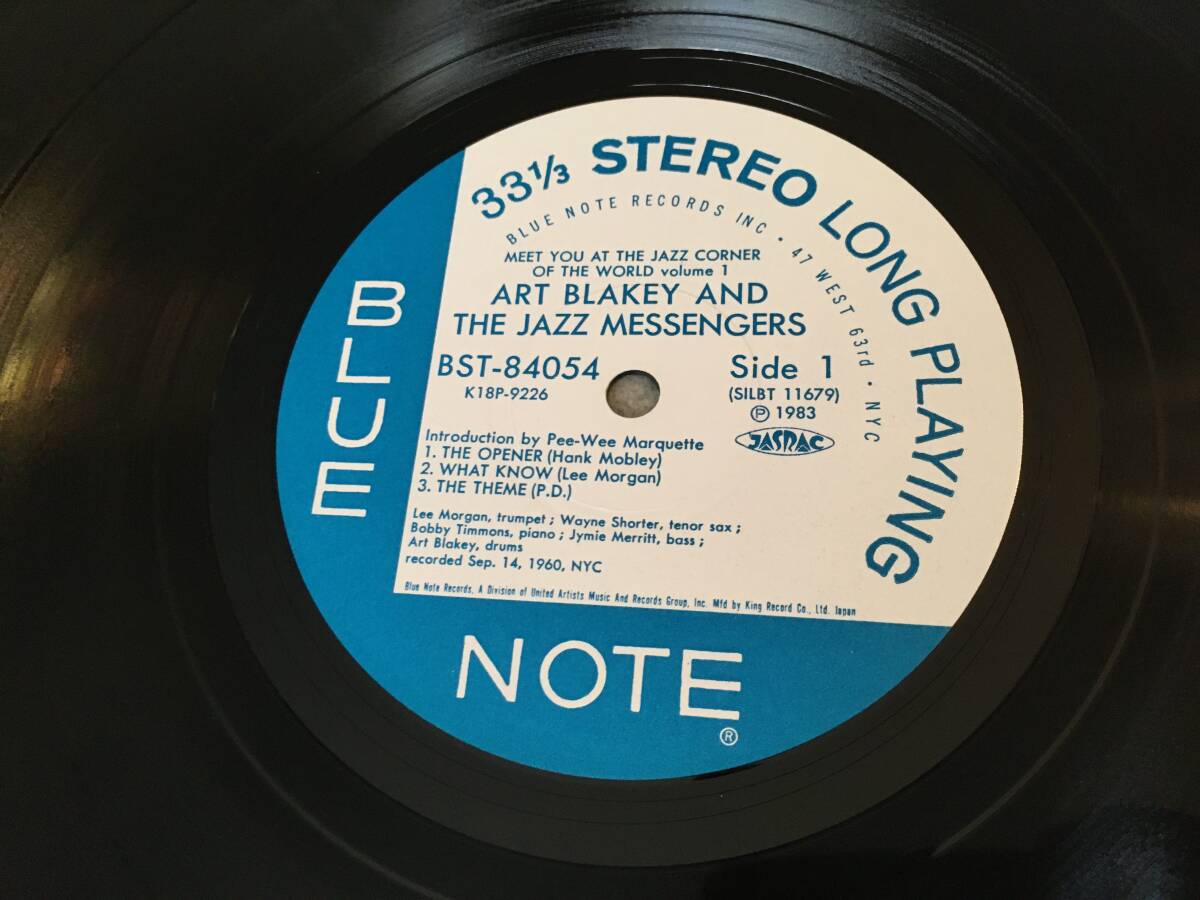 33 1/3 STEREO LONG PLAYING
BLUE NOTE RECORDS INC · 47 WEST 63rd · NYC
MEET YOU AT THE JAZZ CORNER
OF THE WORLD volume 1
ART BLAKEY AND
THE JAZZ MESSENGERS
BST-84054
K18P-9226
Side 1
(SILBT 11679)
Ⓟ 1983
JASRAC
Introduction by Pee-Wee Marquette
1. THE OPENER (Hank Mobley)
2. WHAT KNOW (Lee Morgan)
3. THE THEME (P.D.)
Lee Morgan, trumpet ; Wayne Shorter, tenor sax ;
Bobby Timmons, piano ; Jymie Merritt, bass ;
Art Blakey, drums
recorded Sep. 14, 1960, NYC
Blue Note Records, A Division of United Artists Music And Records Group, Inc. Mfd by King Record Co., Ltd. Japan
BLUE
NOTE
®